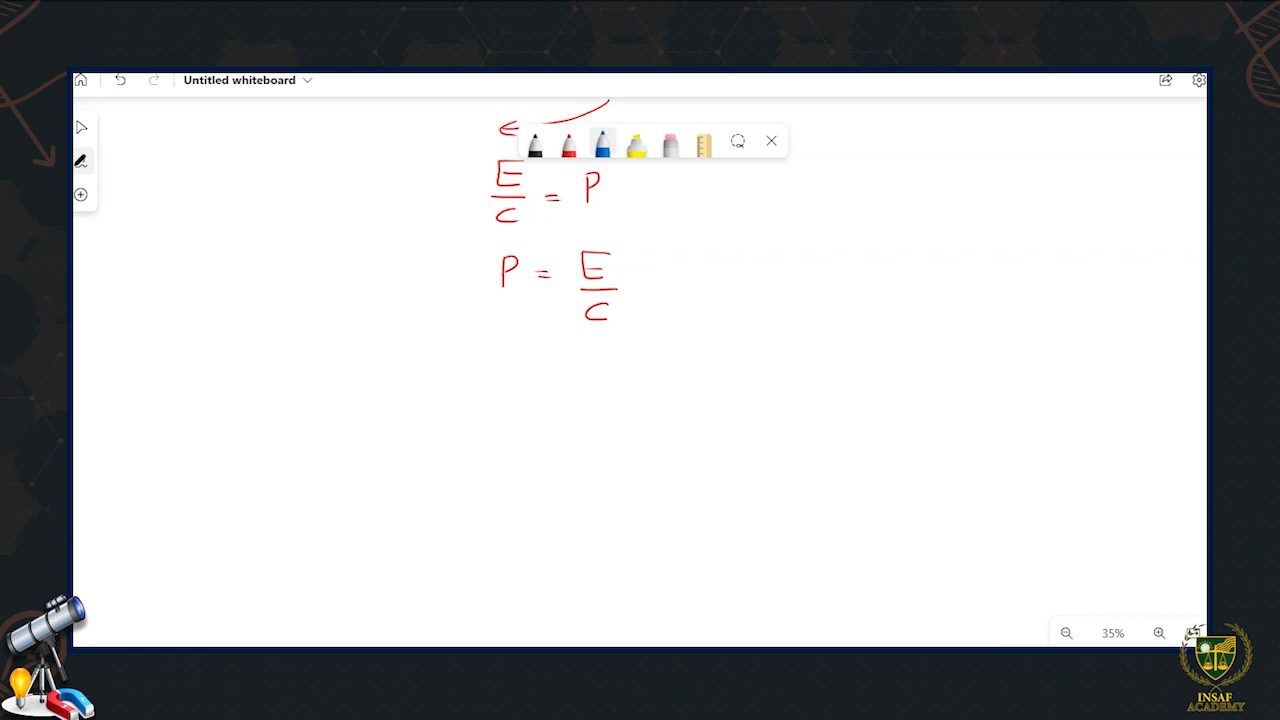 Untitled whiteboard
E/C = P
P = E/C
35%
INSAF
ACADEMY